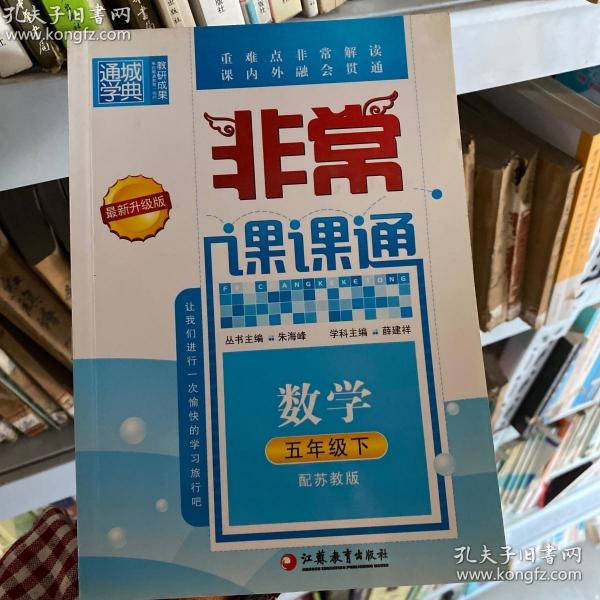 重难点非常解读
课内外融会贯通
通城学典
教研成果
非常
课课通
FEICHANGKEKETONG
最新升级版
丛书主编 朱海峰 学科主编 薛建祥
让我们进行一次愉快的学习旅行吧
数学
五年级下
配苏教版
江苏教育出版社
JIANGSU EDUCATION PUBLISHING HOUSE
孔夫子旧书网
www.kongfz.com
孔夫子旧书网
www.kongfz.com